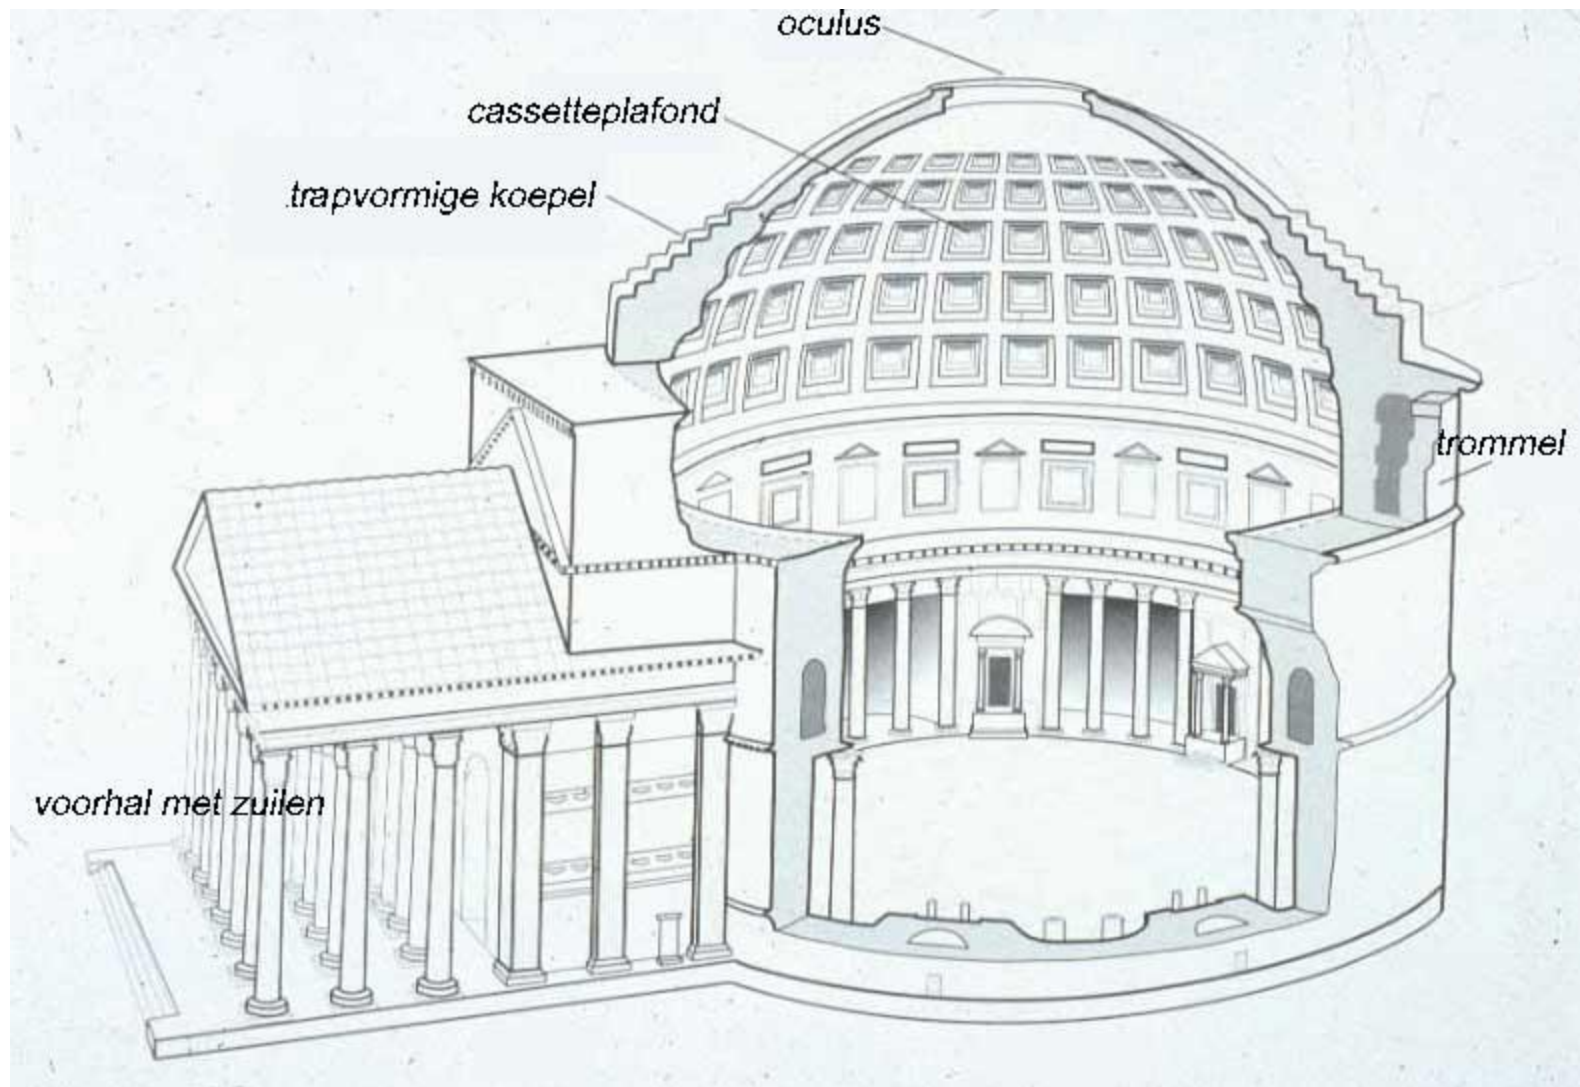 oculus
cassetteplafond
trapvormige koepel
trommel
voorhal met zuilen